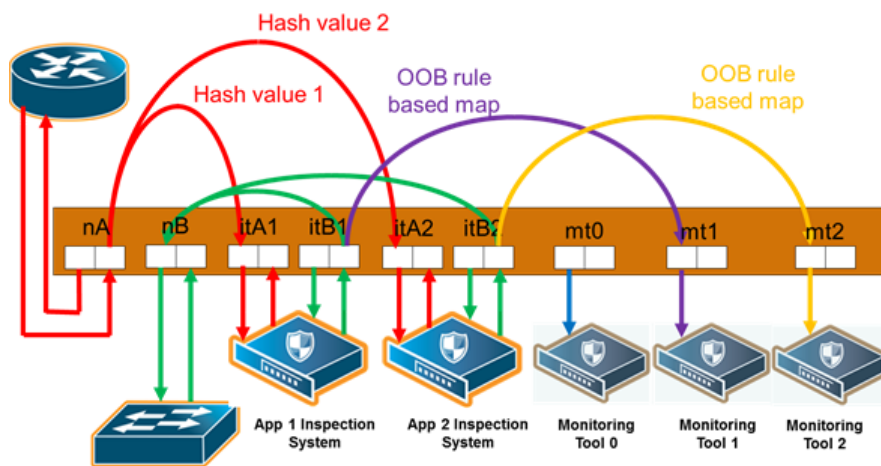 Hash value 2
Hash value 1
OOB rule
based map
OOB rule
based map
nA
nB
itA1
itB1
itA2
itB2
mt0
mt1
mt2
App 1 Inspection
System
App 2 Inspection
System
Monitoring
Tool 0
Monitoring
Tool 1
Monitoring
Tool 2